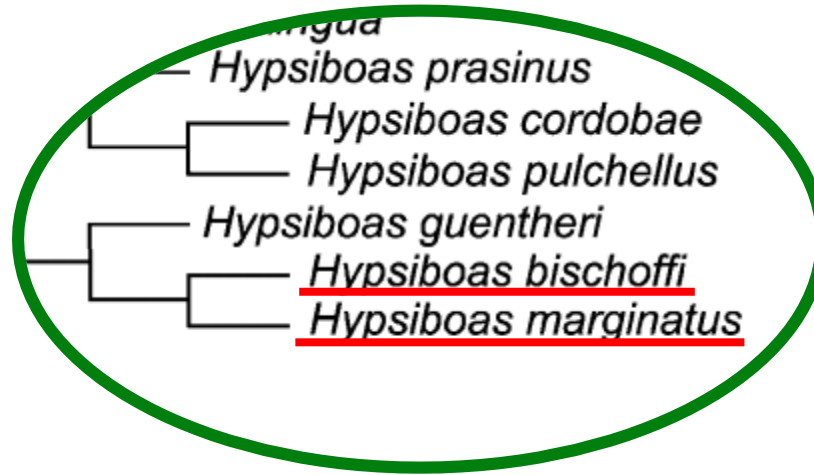 Hypsiboas prasinus
Hypsiboas cordobae
Hypsiboas pulchellus
Hypsiboas guentheri
Hypsiboas bischoffi
Hypsiboas marginatus